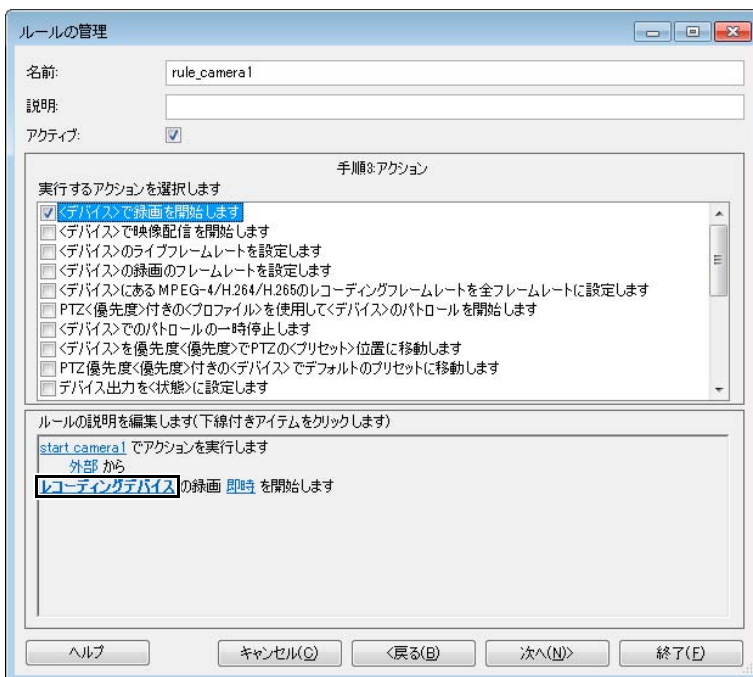 ルールの管理
名前: rule_camera1
説明:
アクティブ:
手順3:アクション
実行するアクションを選択します
<デバイス>で録画を開始します
<デバイス>で映像配信を開始します
<デバイス>のライブフレームレートを設定します
<デバイス>の録画のフレームレートを設定します
<デバイス>にあるMPEG-4/H.264/H.265のレコーディングフレームレートを全フレームレートに設定します
PTZ<優先度>付きの<プロファイル>を使用して<デバイス>のパトロールを開始します
<デバイス>でのパトロールの一時停止します
<デバイス>を優先度<優先度>でPTZの<プリセット>位置に移動します
PTZ優先度<優先度>付きの<デバイス>でデフォルトのプリセットに移動します
デバイス出力を<状態>に設定します
ルールの説明を編集します(下線付きアイテムをクリックします)
start camera1 でアクションを実行します
外部 から
レコーディングデバイス の録画 即時 を開始します
ヘルプ キャンセル(C) <戻る(B) 次へ(N)> 終了(F)